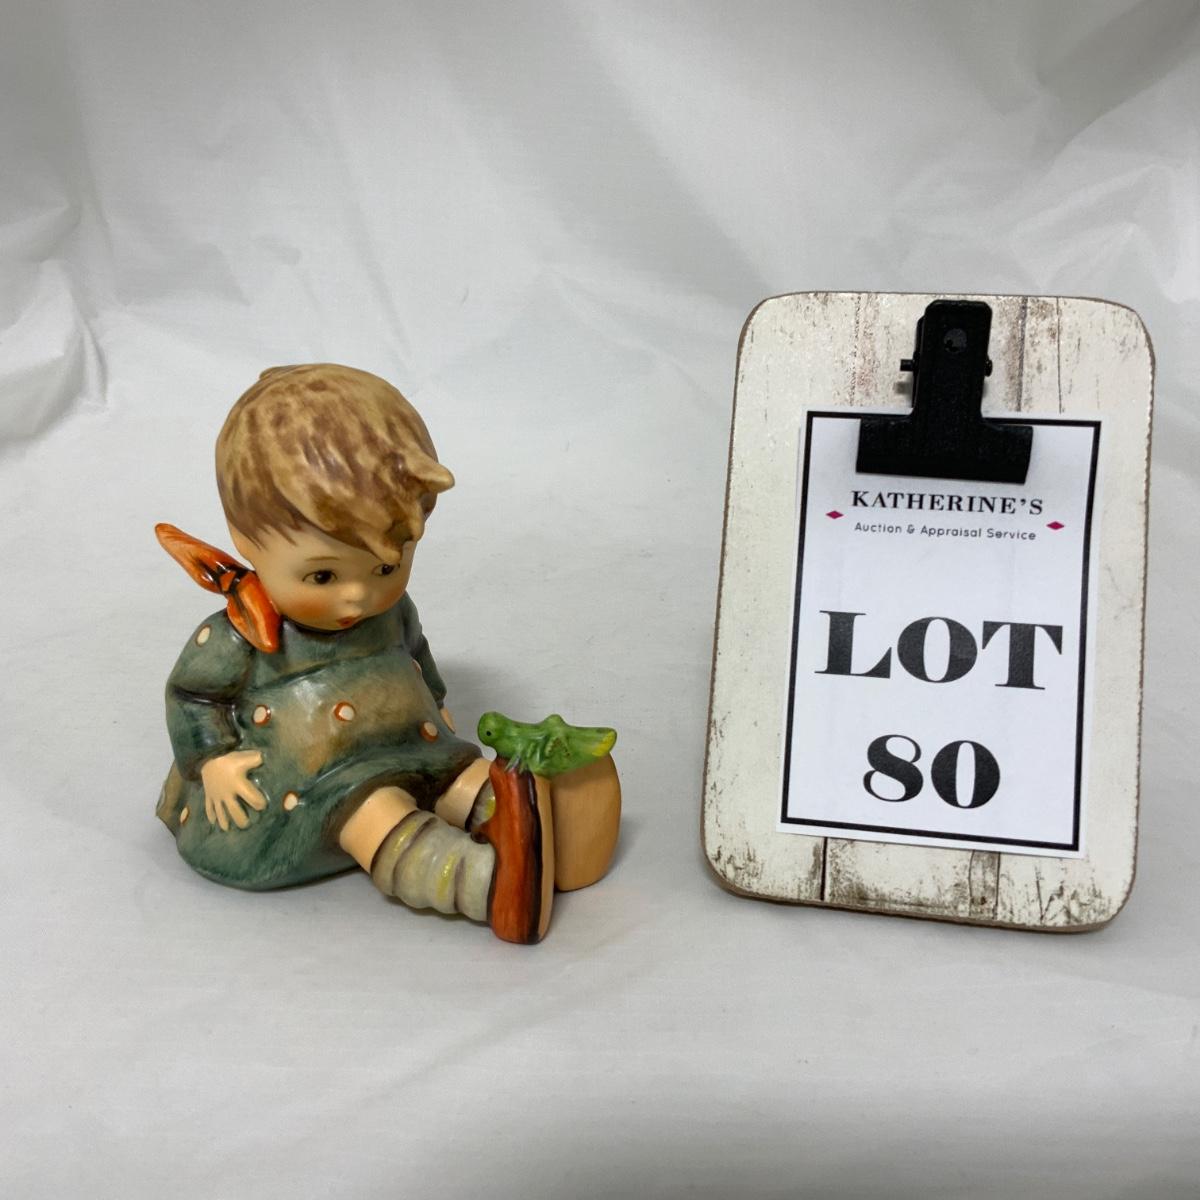 KATHERINE'S
Auction & Appraisal Service
LOT
80